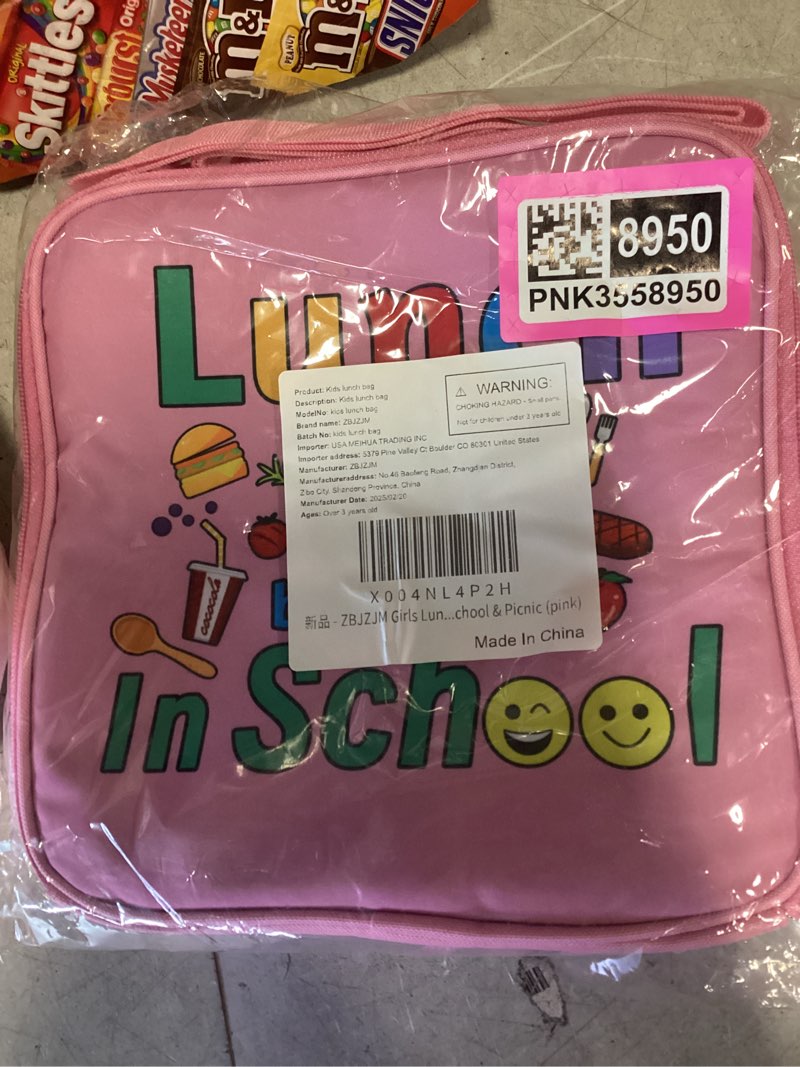 ORIGINAL
Skittles
Orig
Musketeers
m&
PEANUT
m&
SNIC
8950
PNK3558950
Lunch
Product: Kids lunch bag
Description: Kids lunch bag
ModelNo: kids lunch bag
Brand name: ZBJZJM
Batch No: kids lunch bag
Importer: USA MEIHUA TRADING INC
Importer address: 5379 Pine Valley Ct Boulder CO 80301 United States
Manufacturer: ZBJZJM
Manufactureraddress: No.46 Baofeng Road, Zhangdian District,
Zibo City, Shandong Province, China
Manufacturer Date: 2025/02/20
Ages: Over 3 years old
WARNING:
CHOKING HAZARD - Small parts.
Not for children under 3 years old
X004NL4P2H
新品 - ZBJZJM Girls Lun...chool & Picnic (pink)
Made In China
cococola
In School